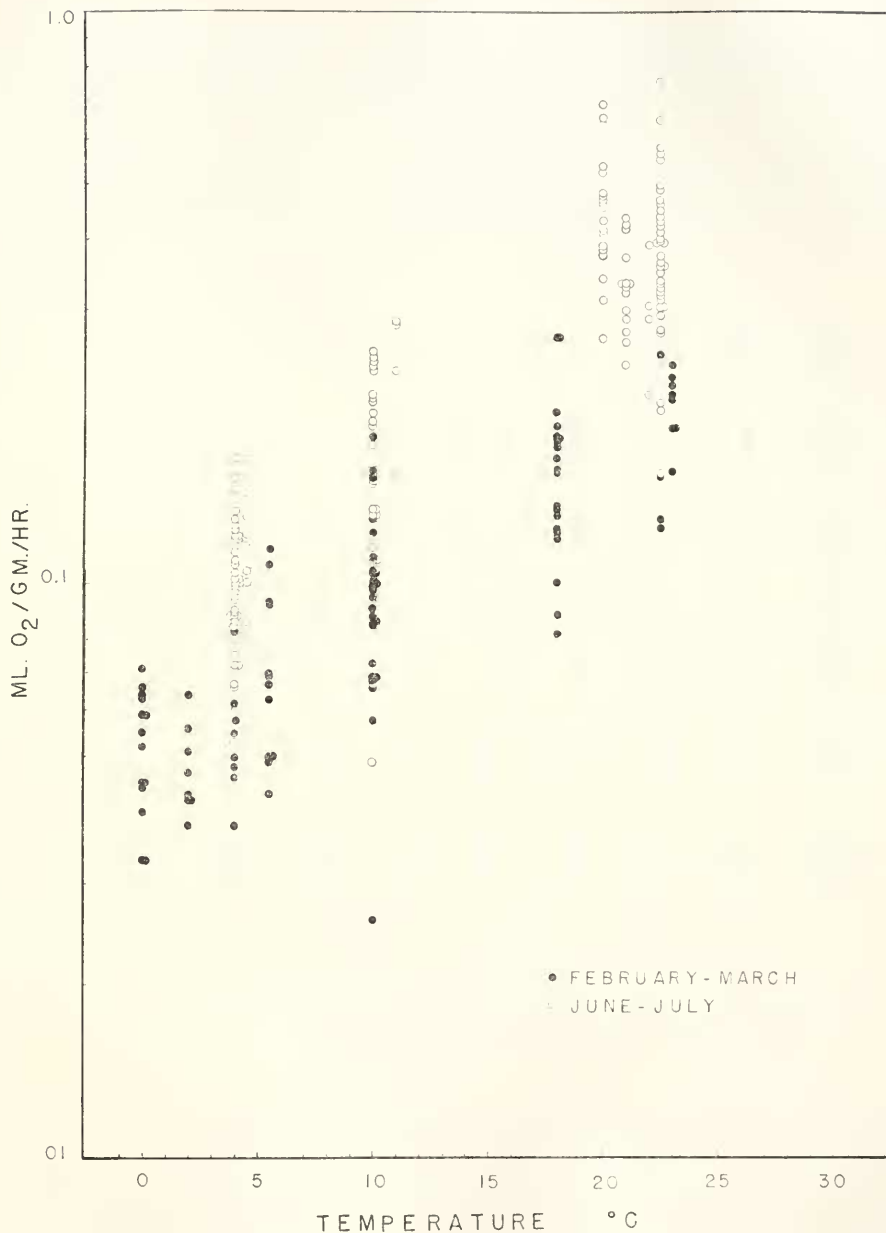 1.0
0.1
01
ML. O2/GM./HR.
0 5 10 15 20 25 30
TEMPERATURE °C
FEBRUARY-MARCH
JUNE-JULY